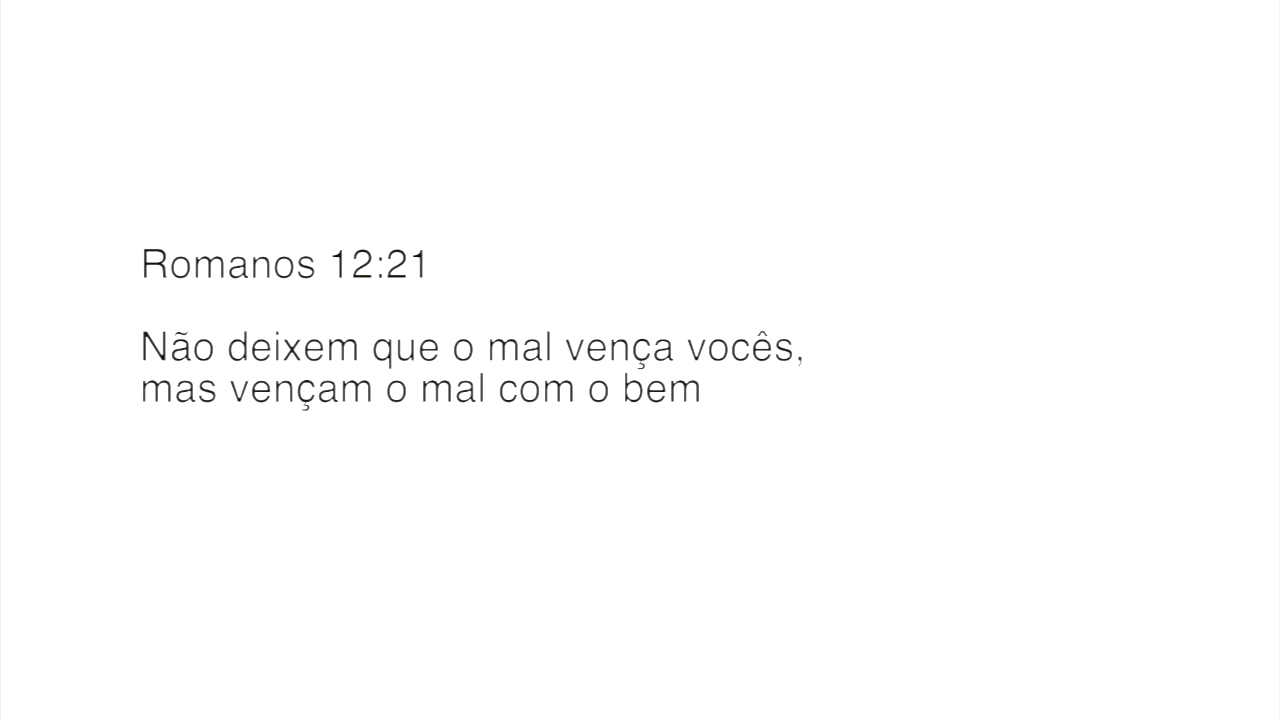 Romanos 12:21
Não deixem que o mal vença vocês,
mas vençam o mal com o bem